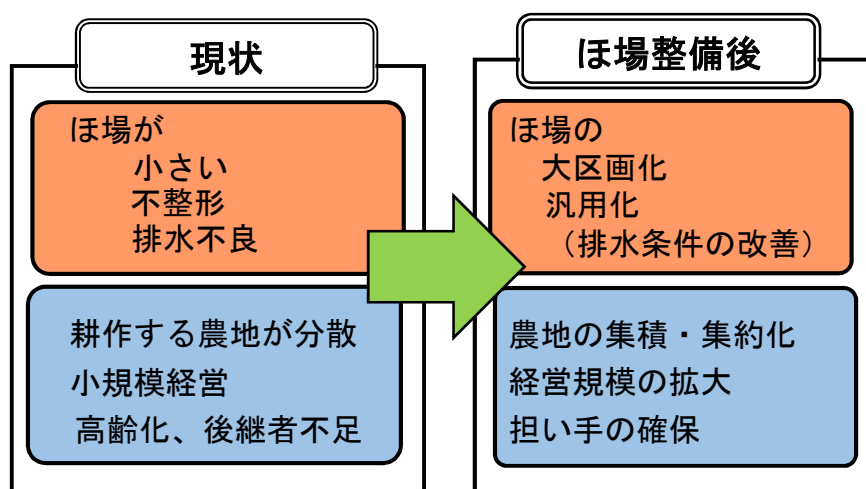 現状
ほ場が
小さい
不整形
排水不良
耕作する農地が分散
小規模経営
高齢化、後継者不足
ほ場整備後
ほ場の
大区画化
汎用化
（排水条件の改善）
農地の集積・集約化
経営規模の拡大
担い手の確保